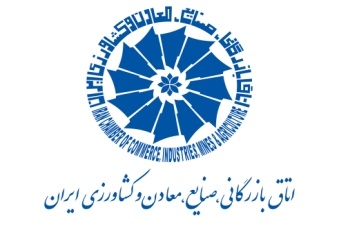 اتاق بازرگانی، صنایع، معادن و کشاورزی ایران
IRAN CHAMBER OF COMMERCE, INDUSTRIES, MINES & AGRICULTURE
اتاق بازرگانی، صنایع، معادن و کشاورزی ایران